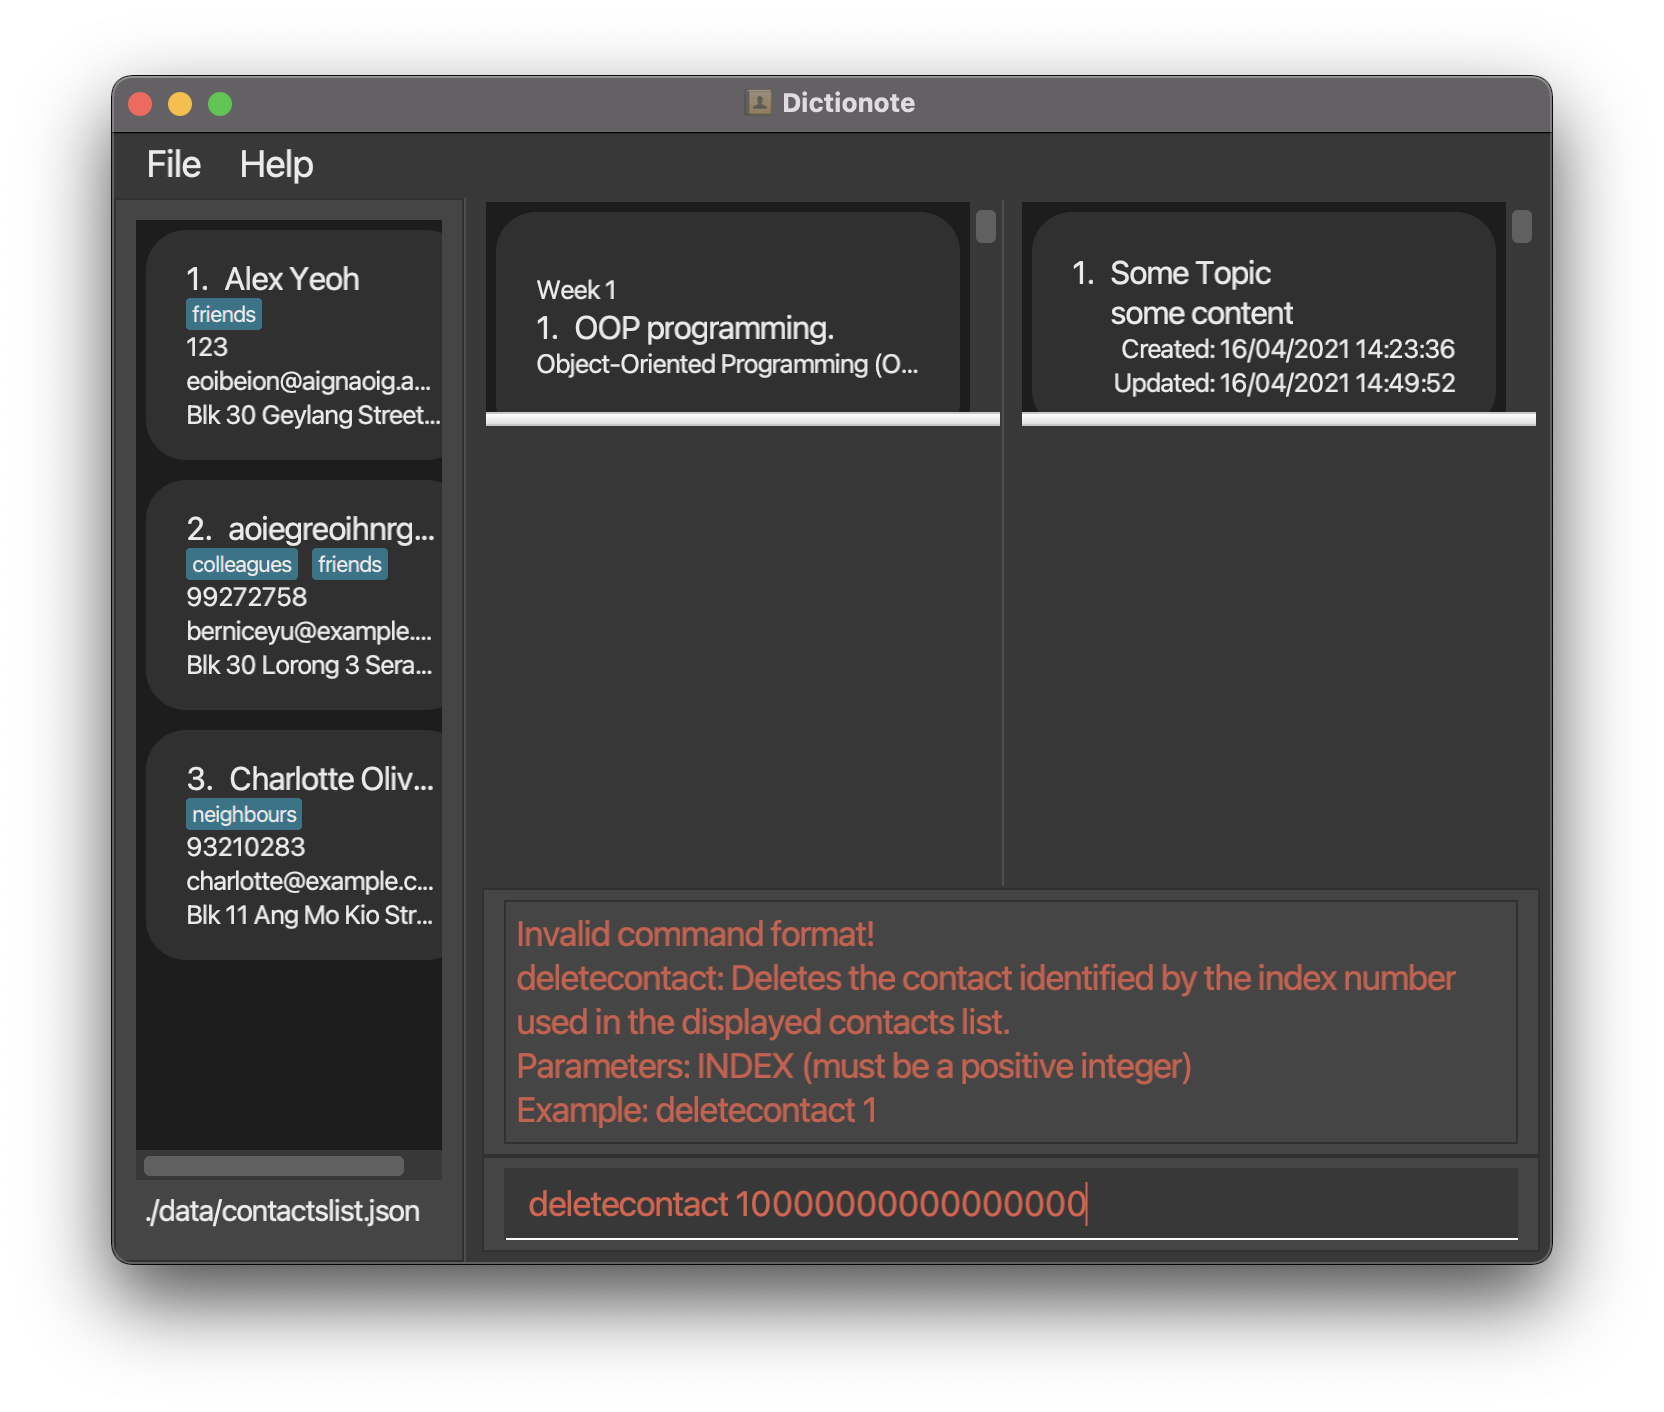 Dictionote
File Help
1. Alex Yeoh
friends
123
eoibeion@aignaoig.a...
Blk 30 Geylang Street...
2. aoiegreoihnrg...
colleagues friends
99272758
berniceyu@example....
Blk 30 Lorong 3 Sera...
3. Charlotte Oliv...
neighbours
93210283
charlotte@example.c...
Blk 11 Ang Mo Kio Str...
./data/contactslist.json
Week 1
1. OOP programming.
Object-Oriented Programming (O...
1. Some Topic
some content
Created: 16/04/2021 14:23:36
Updated: 16/04/2021 14:49:52
Invalid command format!
deletecontact: Deletes the contact identified by the index number
used in the displayed contacts list.
Parameters: INDEX (must be a positive integer)
Example: deletecontact 1
deletecontact 10000000000000000